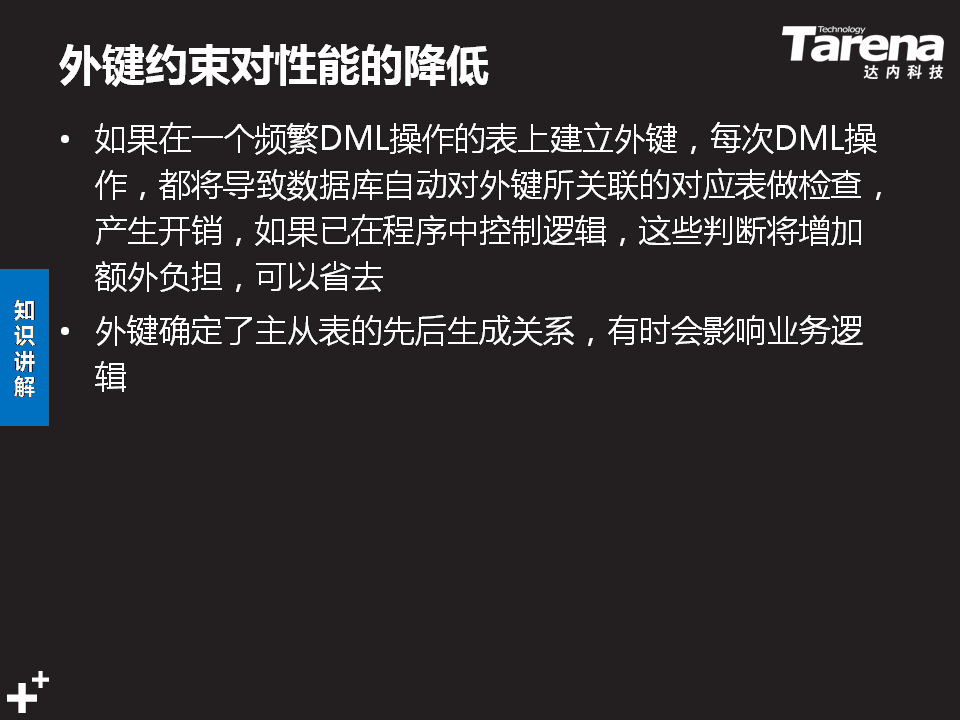 外键约束对性能的降低
Technology
Tarena
达内科技
• 如果在一个频繁DML操作的表上建立外键，每次DML操
作，都将导致数据库自动对外键所关联的对应表做检查，
产生开销，如果已在程序中控制逻辑，这些判断将增加
额外负担，可以省去
• 外键确定了主从表的先后生成关系，有时会影响业务逻
辑
知
识
讲
解